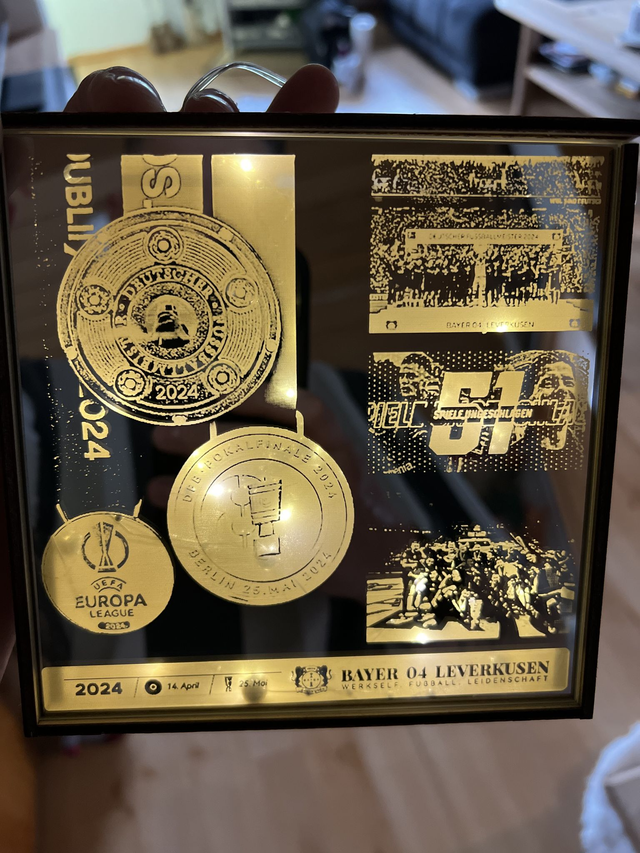 2024
DEUTSCHER
2024
DFB-POKALFINALE 2024
BERLIN 25.MAI 2024
UEFA
EUROPA
LEAGUE
2024
DEUTSCHER FUSSBALLMEISTER 2024
BAYER 04 LEVERKUSEN
51
SPIELE UNGESCHLAGEN
2024 14. April 25. Mai
BAYER 04 LEVERKUSEN
WERKSELF. FUSSBALL. LEIDENSCHAFT